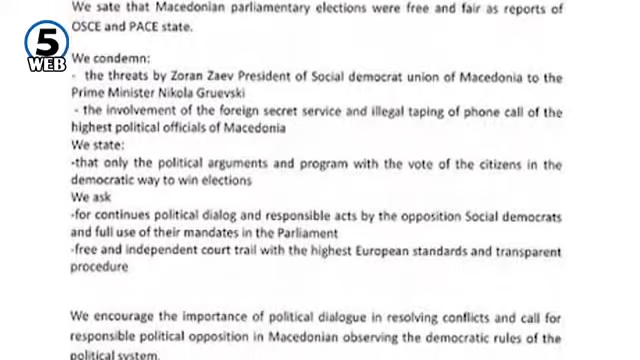 We sate that Macedonian parliamentary elections were free and fair as reports of
OSCE and PACE state.
5
WEB
We condemn:
- the threats by Zoran Zaev President of Social democrat union of Macedonia to the
Prime Minister Nikola Gruevski
- the involvement of the foreign secret service and illegal taping of phone call of the
highest political officials of Macedonia
We state:
-that only the political arguments and program with the vote of the citizens in the
democratic way to win elections
We ask
-for continues political dialog and responsible acts by the opposition Social democrats
and full use of their mandates in the Parliament
-free and independent court trail with the highest European standards and transparent
procedure
We encourage the importance of political dialogue in resolving conflicts and call for
responsible political opposition in Macedonian observing the democratic rules of the
political system.